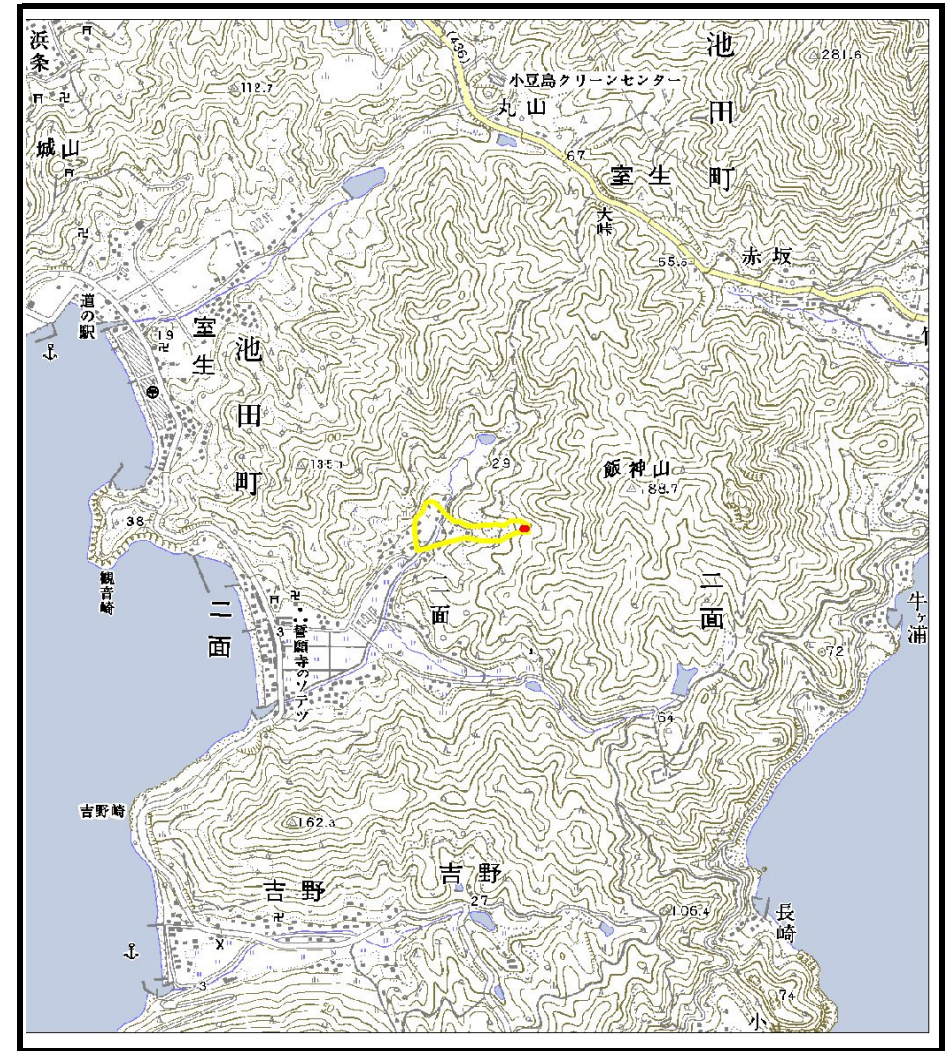 浜条
池田町
281.6
(436)
112.7
小豆島クリーンセンター
丸山
城山
67
室生
大峠
55.8
赤坂
道の駅
19
室生
池田町
100
135.1
29
飯神山
188.7
38
観音崎
二面
二面
二面
3
誓願寺のソテツ
牛ヶ浦
72
64
吉野崎
162.3
吉野
吉野
27
106.4
長崎
3
74
小